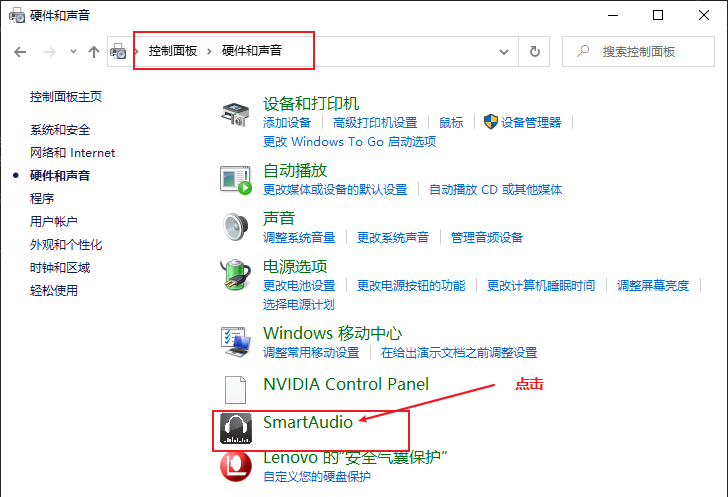 硬件和声音
控制面板 › 硬件和声音
搜索控制面板
控制面板主页
系统和安全
网络和 Internet
硬件和声音
程序
用户帐户
外观和个性化
时钟和区域
轻松使用
设备和打印机
添加设备 | 高级打印机设置 | 鼠标 | 设备管理器 |
更改 Windows To Go 启动选项
自动播放
更改媒体或设备的默认设置 | 自动播放 CD 或其他媒体
声音
调整系统音量 | 更改系统声音 | 管理音频设备
电源选项
更改电池设置 | 更改电源按钮的功能 | 更改计算机睡眠时间 | 调整屏幕亮度 |
选择电源计划
Windows 移动中心
调整常用移动设置 | 在给出演示文档之前调整设置
NVIDIA Control Panel
点击
SmartAudio
Lenovo 的"安全气囊保护"
自定义您的硬盘保护